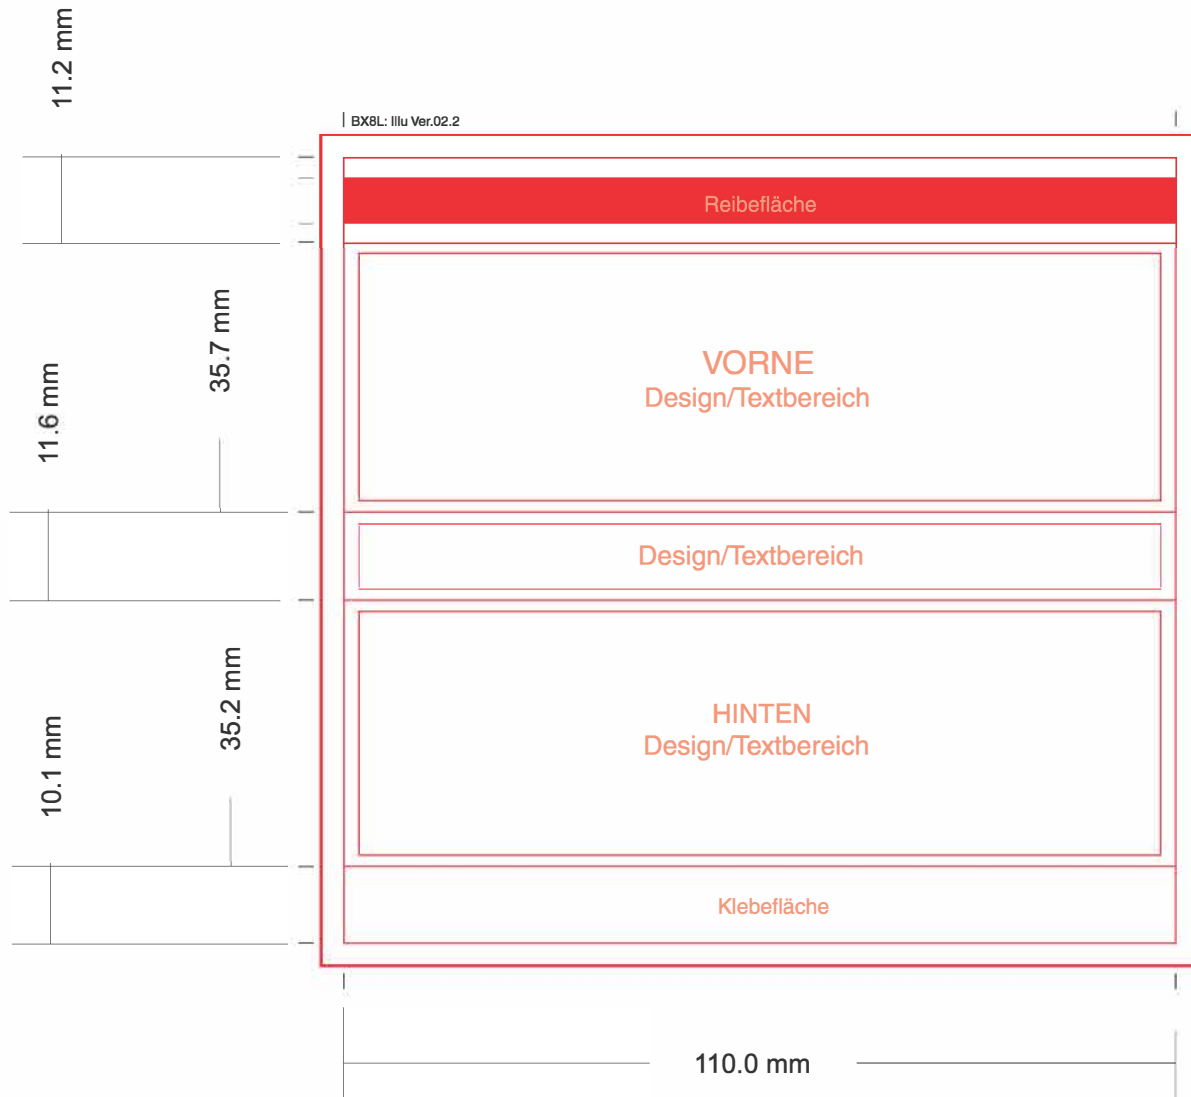 11.2 mm
BX8L: Illu Ver.02.2
Reibefläche
35.7 mm
VORNE
Design/Textbereich
11.6 mm
Design/Textbereich
35.2 mm
HINTEN
Design/Textbereich
10.1 mm
Klebefläche
110.0 mm